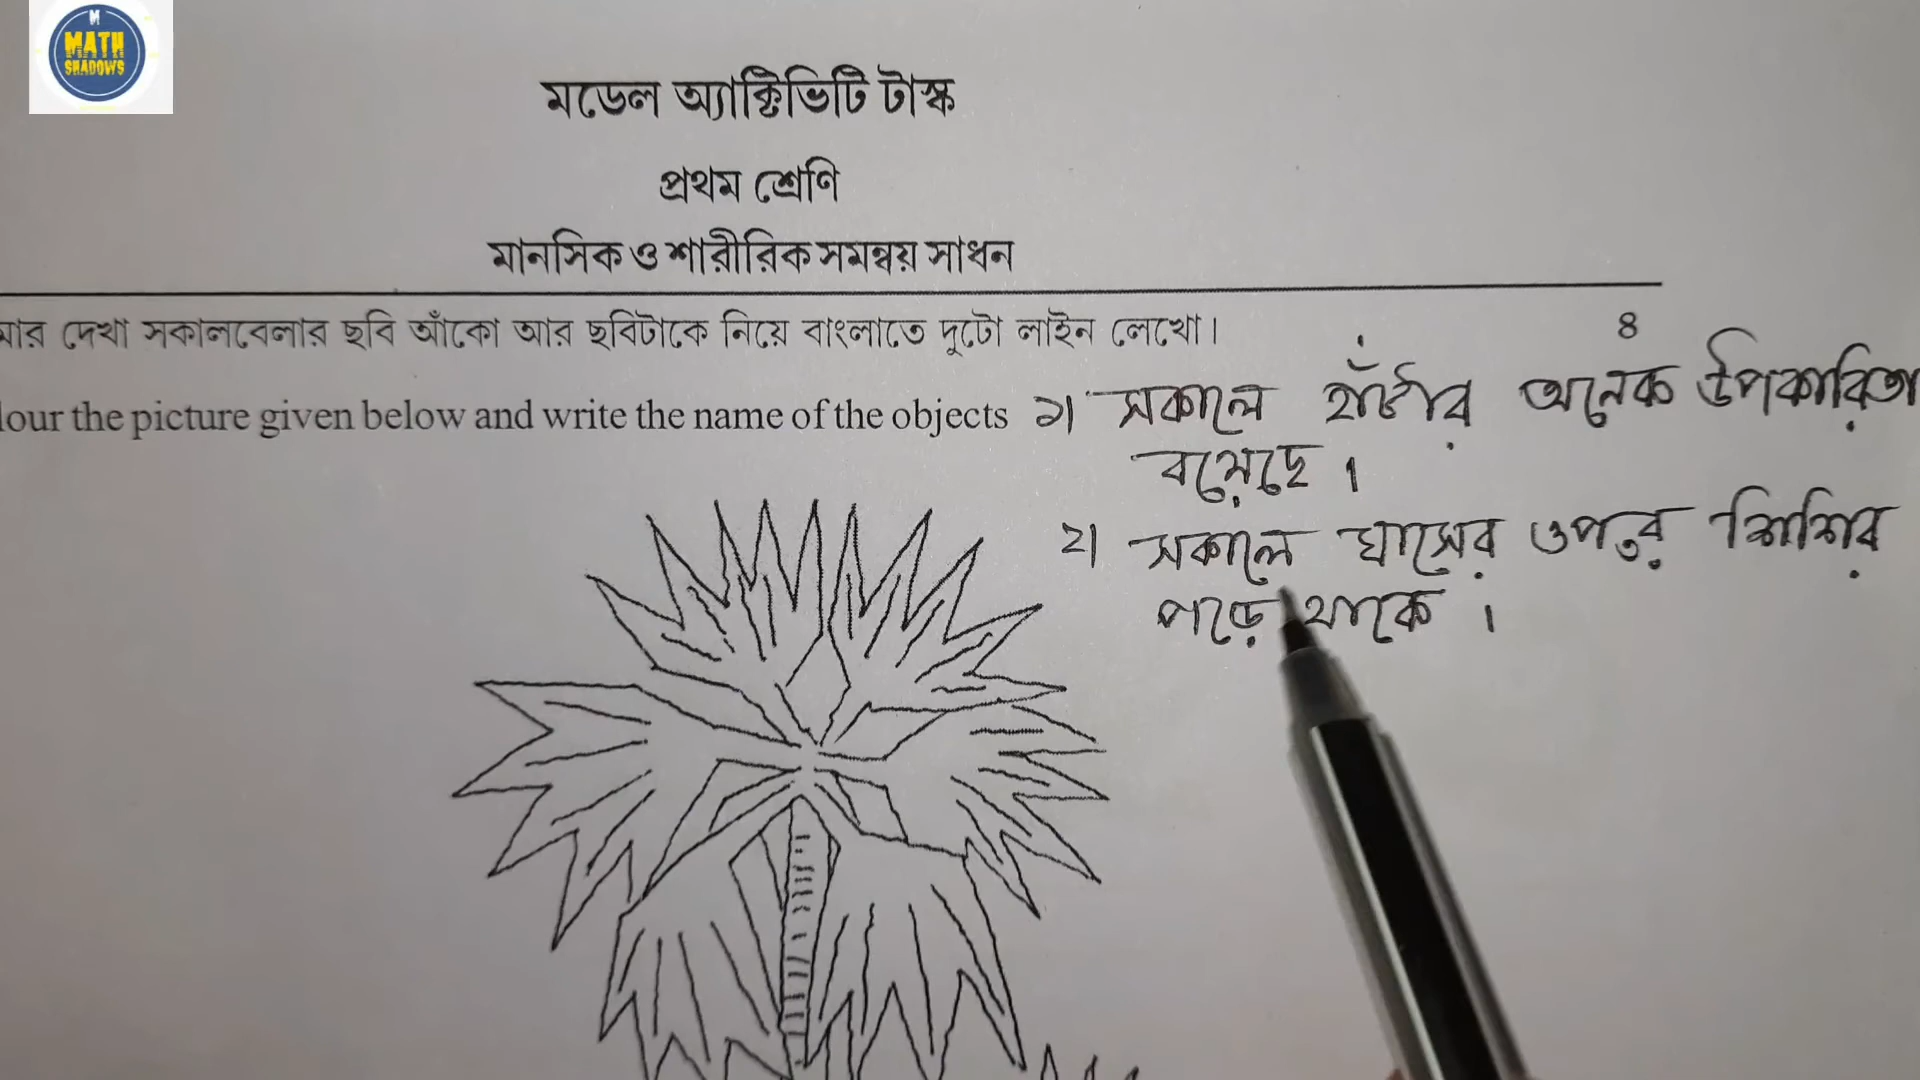 M
MATH
SHADOWS
মডেল অ্যাক্টিভিটি টাস্ক
প্রথম শ্রেণি
মানসিক ও শারীরিক সমন্বয় সাধন
মার দেখা সকালবেলার ছবি আঁকো আর ছবিটাকে নিয়ে বাংলাতে দুটো লাইন লেখো।
৪
lour the picture given below and write the name of the objects
১। সকালে হাঁটার অনেক উপকারিতা
রয়েছে।
২। সকালে ঘাসের ওপর শিশির
পড়ে থাকে।